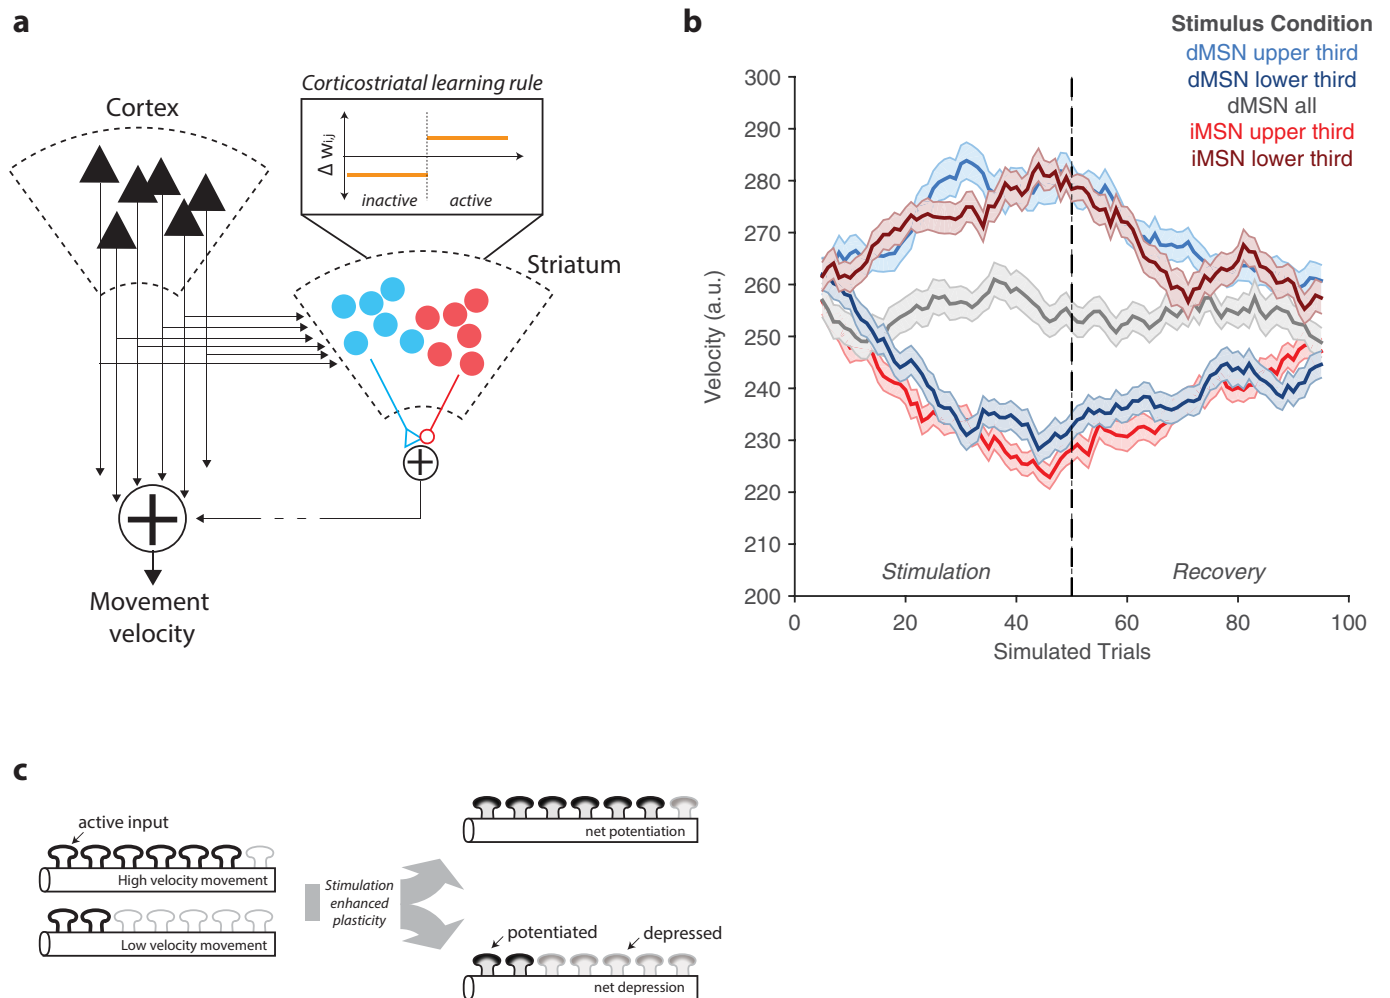 a
Cortex
Corticostriatal learning rule
Δ wi,j
inactive
active
Striatum
Movement
velocity
b
Stimulus Condition
dMSN upper third
dMSN lower third
dMSN all
iMSN upper third
iMSN lower third
300
290
280
270
260
250
240
230
220
210
200
Velocity (a.u.)
Stimulation
Recovery
0
20
40
60
80
100
Simulated Trials
c
active input
High velocity movement
Low velocity movement
Stimulation
enhanced
plasticity
net potentiation
potentiated
depressed
net depression